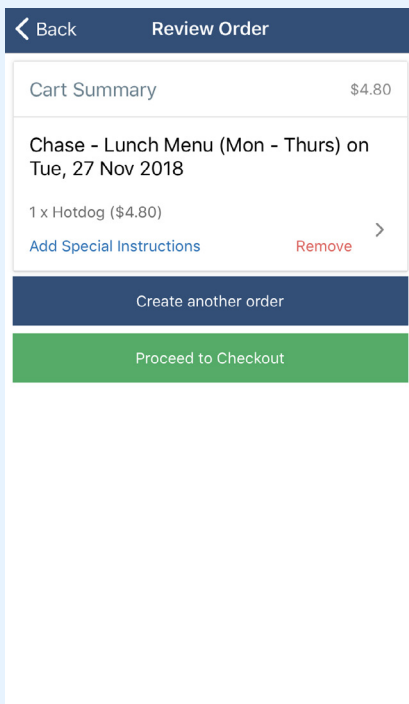 Back
Review Order
Cart Summary
$4.80
Chase - Lunch Menu (Mon - Thurs) on
Tue, 27 Nov 2018
1 x Hotdog ($4.80)
Add Special Instructions
Remove
Create another order
Proceed to Checkout